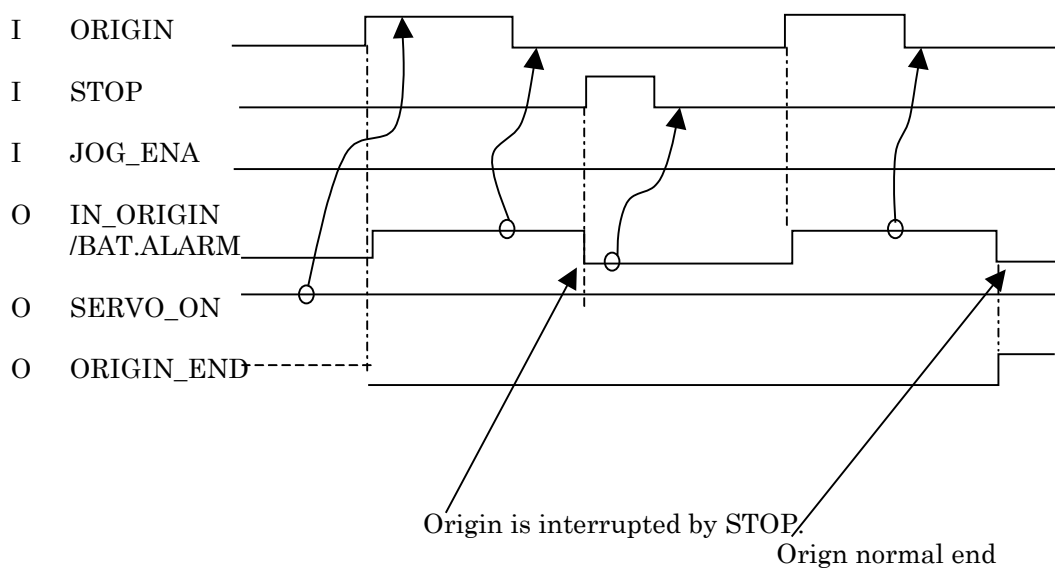 I ORIGIN
I STOP
I JOG_ENA
O IN_ORIGIN
/BAT.ALARM
O SERVO_ON
O ORIGIN_END
Origin is interrupted by STOP.
Orign normal end